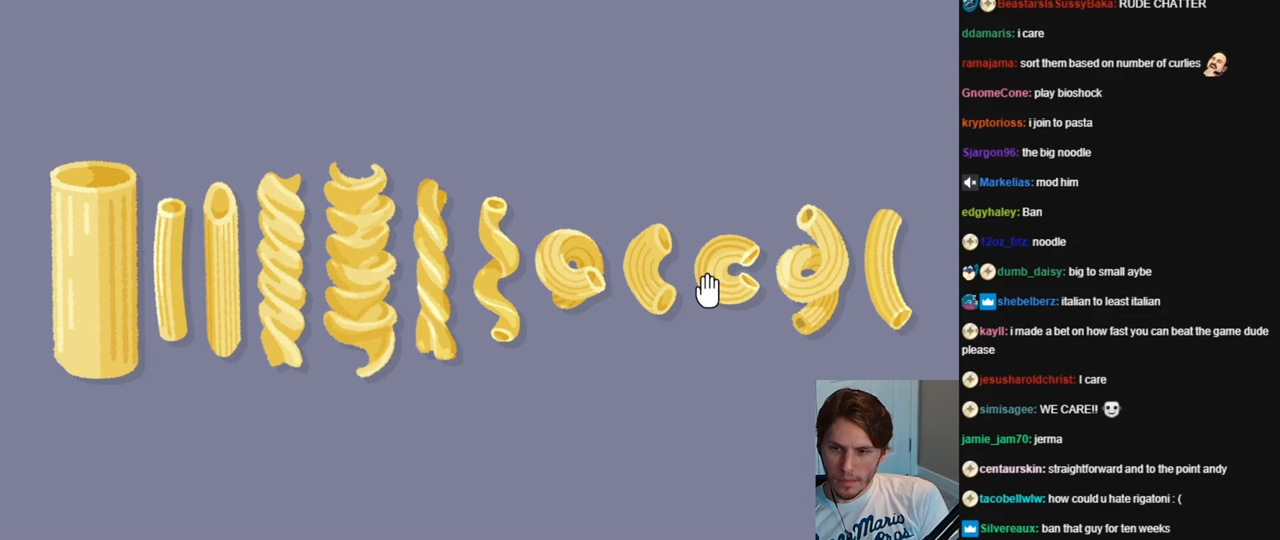 BeastarsIsSussyBaka: RUDE CHATTER
ddamaris: i care
ramajama: sort them based on number of curlies
GnomeCone: play bioshock
kryptorioss: i join to pasta
Sjargon96: the big noodle
Markelias: mod him
edgyhaley: Ban
12oz_fitz: noodle
dumb_daisy: big to small aybe
shebelberz: italian to least italian
kayll: i made a bet on how fast you can beat the game dude
please
jesusharoldchrist: I care
simisagee: WE CARE!!
jamie_jam70: jerma
centaurskin: straightforward and to the point andy
tacobellwlw: how could u hate rigatoni : (
Silvereaux: ban that guy for ten weeks
Mario
Bros.